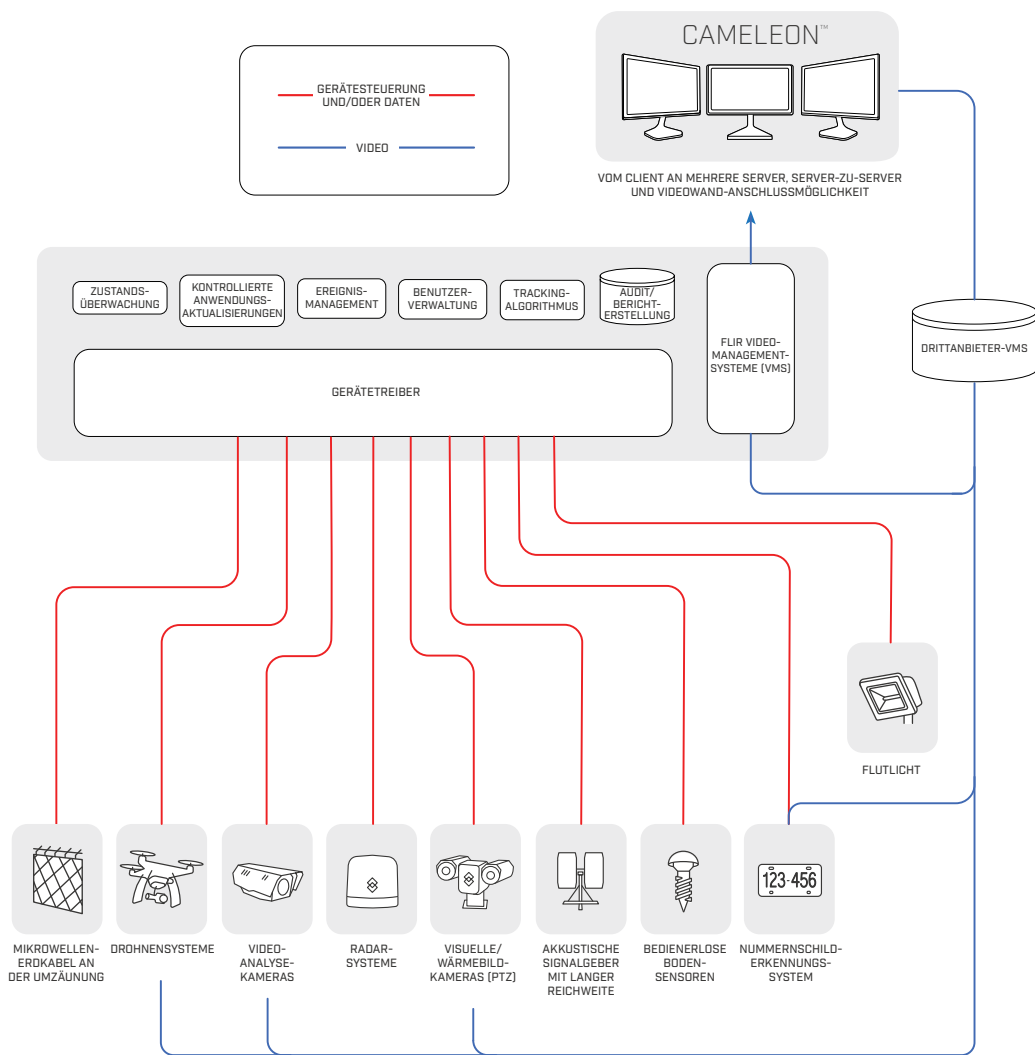 CAMELEON™
GERÄTESTEUERUNG
UND/ODER DATEN
VIDEO
VOM CLIENT AN MEHRERE SERVER, SERVER-ZU-SERVER
UND VIDEOWAND-ANSCHLUSSMÖGLICHKEIT
ZUSTANDS-
ÜBERWACHUNG
KONTROLLIERTE
ANWENDUNGS-
AKTUALISIERUNGEN
EREIGNIS-
MANAGEMENT
BENUTZER-
VERWALTUNG
TRACKING-
ALGORITHMUS
AUDIT/
BERICHT-
ERSTELLUNG
FLIR VIDEO-
MANAGEMENT-
SYSTEME (VMS)
DRITTANBIETER-VMS
GERÄTETREIBER
FLUTLICHT
123-456
MIKROWELLEN-
ERDKABEL AN
DER UMZÄUNUNG
DROHNENSYSTEME
VIDEO-
ANALYSE-
KAMERAS
RADAR-
SYSTEME
VISUELLE/
WÄRMEBILD-
KAMERAS (PTZ)
AKKUSTISCHE
SIGNALGEBER
MIT LANGER
REICHWEITE
BEDIENERLOSE
BODEN-
SENSOREN
NUMMERNSCHILD-
ERKENNUNGS-
SYSTEM